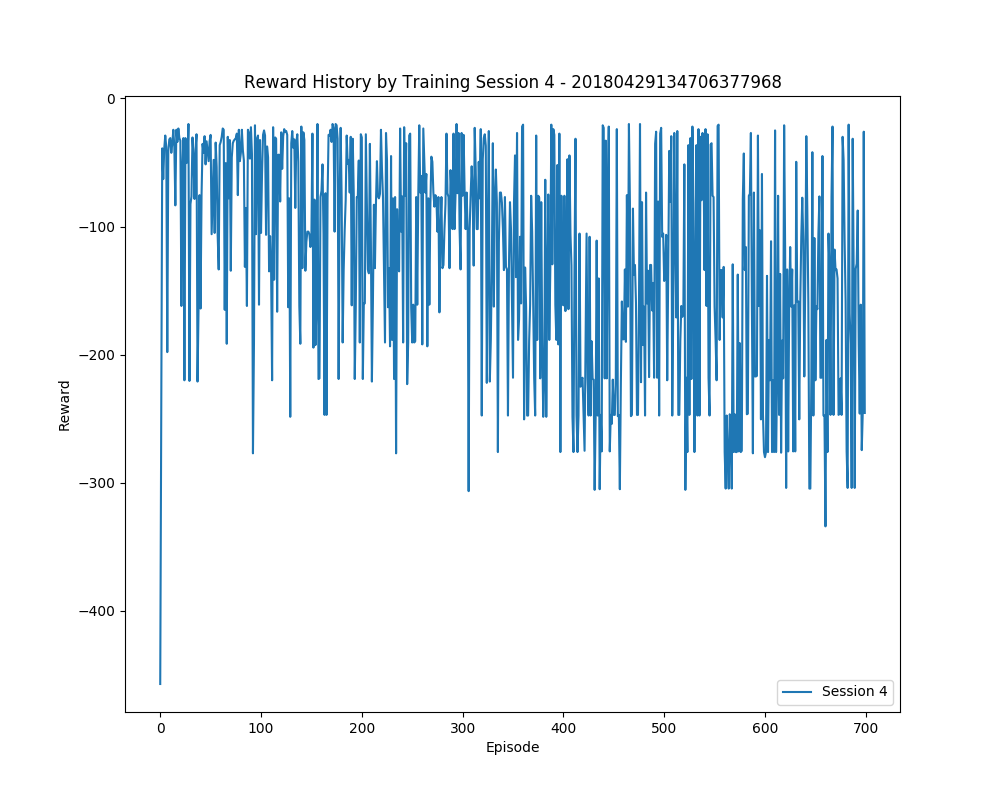 Reward History by Training Session 4 - 20180429134706377968
0
−100
−200
−300
−400
Reward
0 100 200 300 400 500 600 700
Episode
Session 4